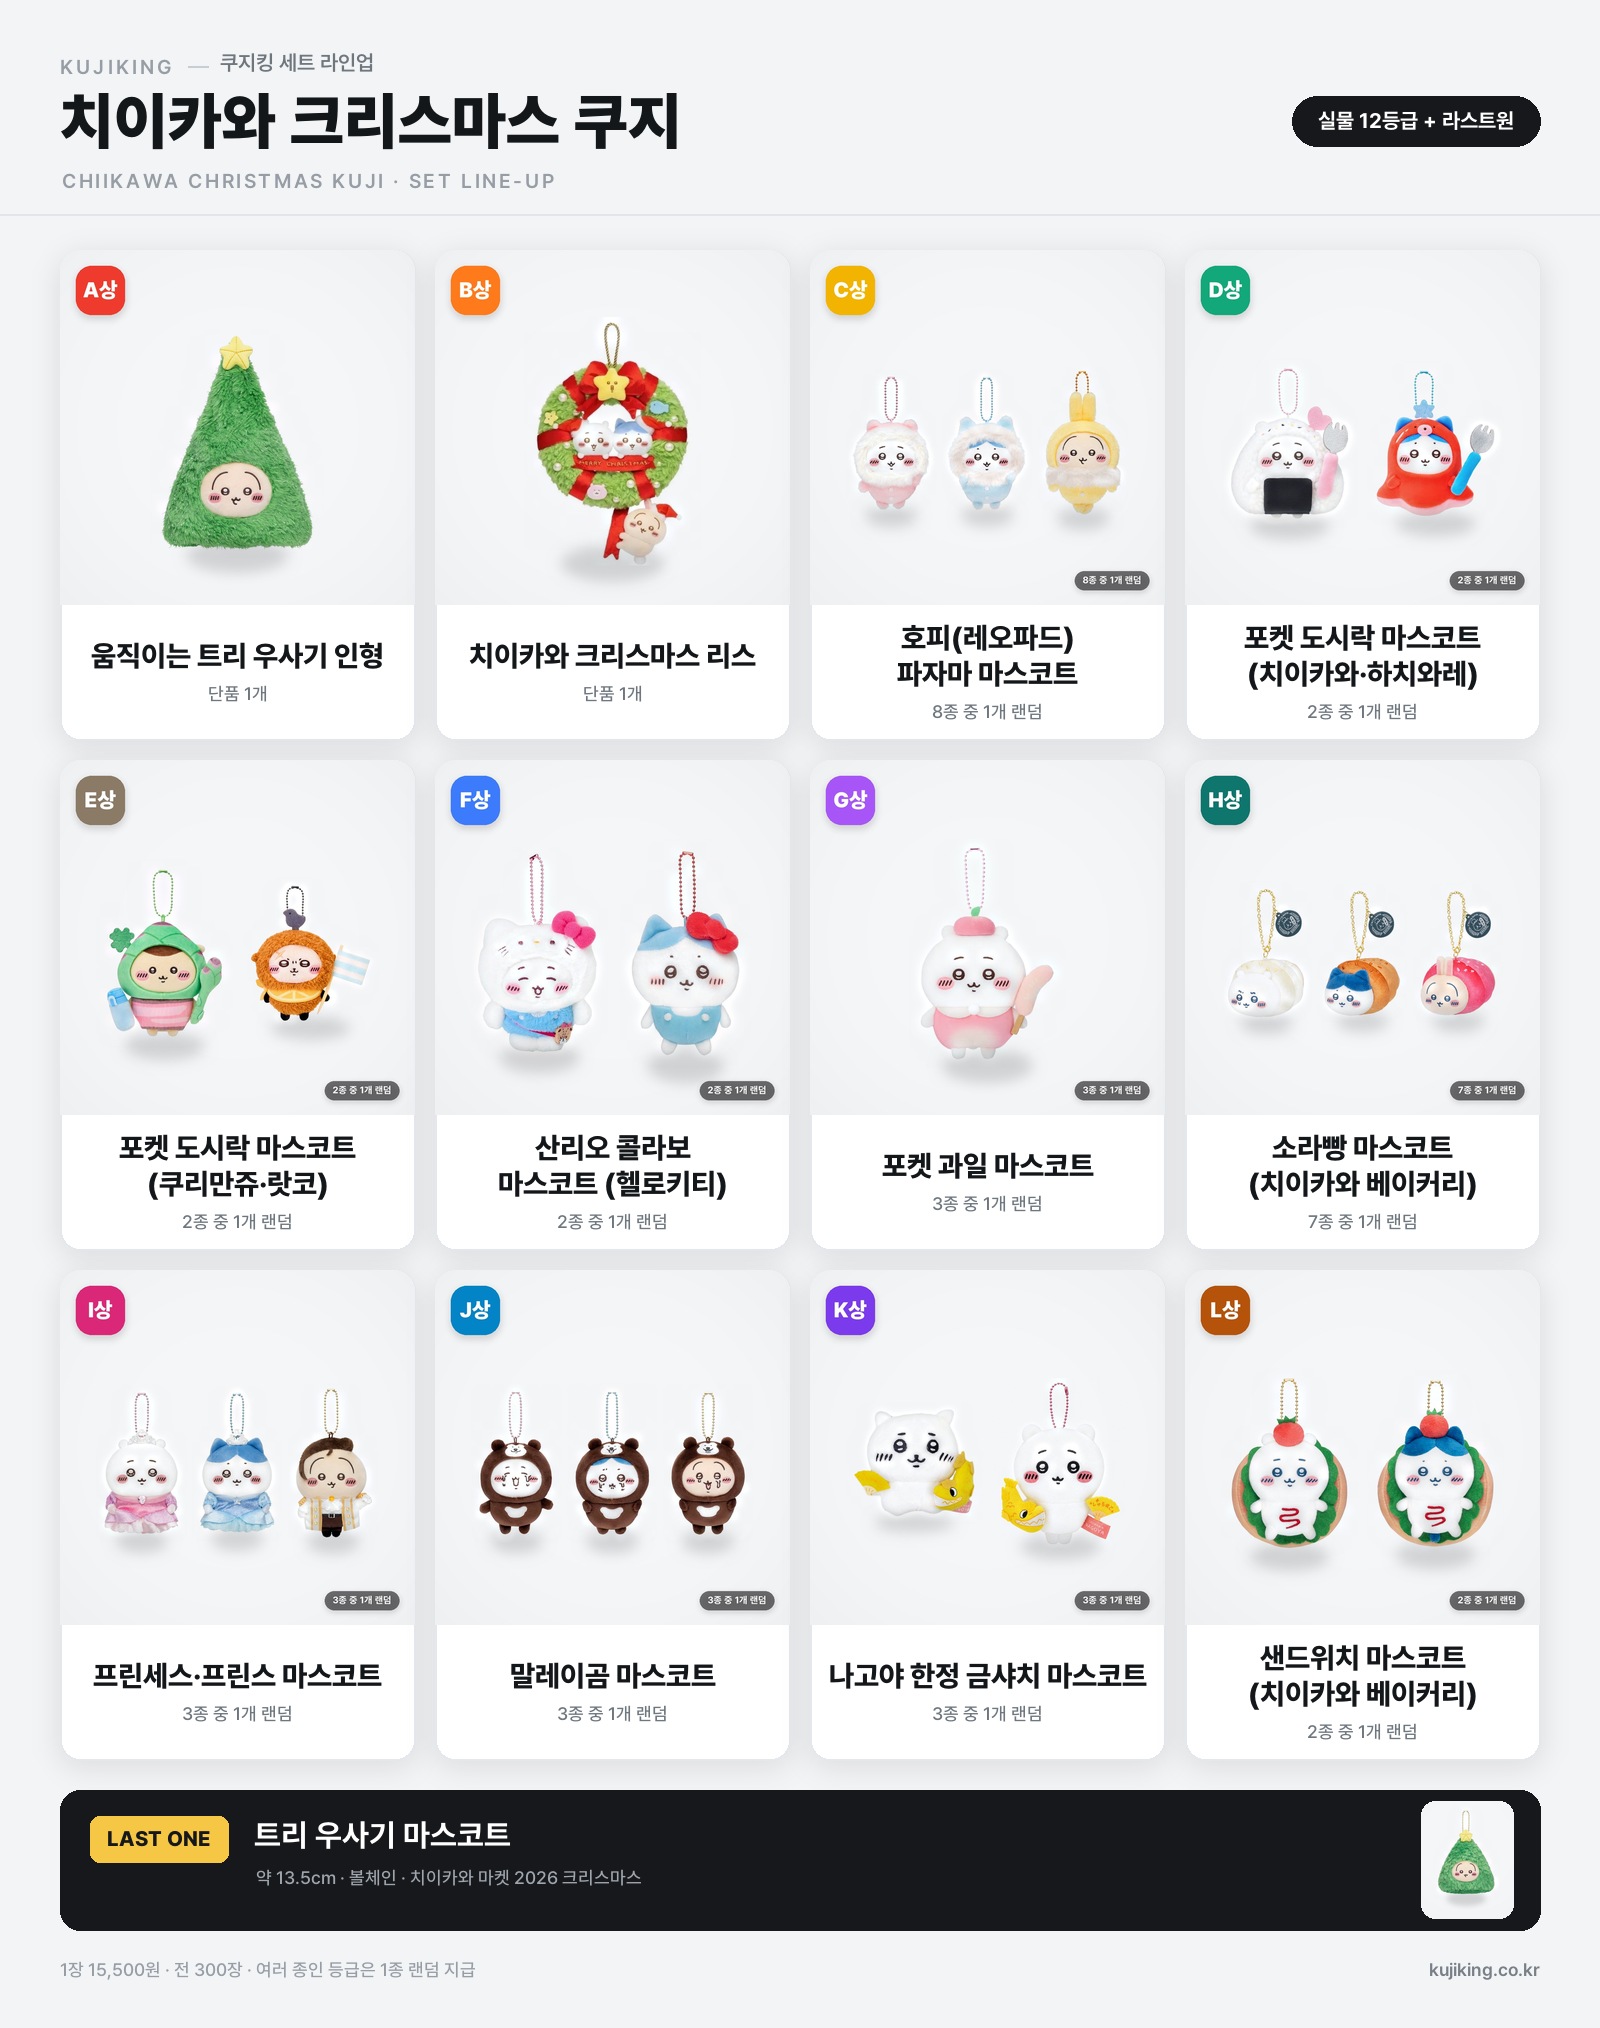 KUJIKING — 쿠지킹 세트 라인업
치이카와 크리스마스 쿠지
실물 12등급 + 라스트원
CHIIKAWA CHRISTMAS KUJI · SET LINE-UP
A상
움직이는 트리 우사기 인형
단품 1개
B상
MERRY CHRISTMAS
치이카와 크리스마스 리스
단품 1개
C상
8종 중 1개 랜덤
호피(레오파드)
파자마 마스코트
8종 중 1개 랜덤
D상
2종 중 1개 랜덤
포켓 도시락 마스코트
(치이카와·하치와레)
2종 중 1개 랜덤
E상
2종 중 1개 랜덤
포켓 도시락 마스코트
(쿠리만쥬·랏코)
2종 중 1개 랜덤
F상
2종 중 1개 랜덤
산리오 콜라보
마스코트 (헬로키티)
2종 중 1개 랜덤
G상
3종 중 1개 랜덤
포켓 과일 마스코트
3종 중 1개 랜덤
H상
7종 중 1개 랜덤
소라빵 마스코트
(치이카와 베이커리)
7종 중 1개 랜덤
I상
3종 중 1개 랜덤
프린세스·프린스 마스코트
3종 중 1개 랜덤
J상
3종 중 1개 랜덤
말레이곰 마스코트
3종 중 1개 랜덤
K상
3종 중 1개 랜덤
나고야 한정 금샤치 마스코트
3종 중 1개 랜덤
L상
2종 중 1개 랜덤
샌드위치 마스코트
(치이카와 베이커리)
2종 중 1개 랜덤
LAST ONE
트리 우사기 마스코트
약 13.5cm · 볼체인 · 치이카와 마켓 2026 크리스마스
1장 15,500원 · 전 300장 · 여러 종인 등급은 1종 랜덤 지급
kujiking.co.kr